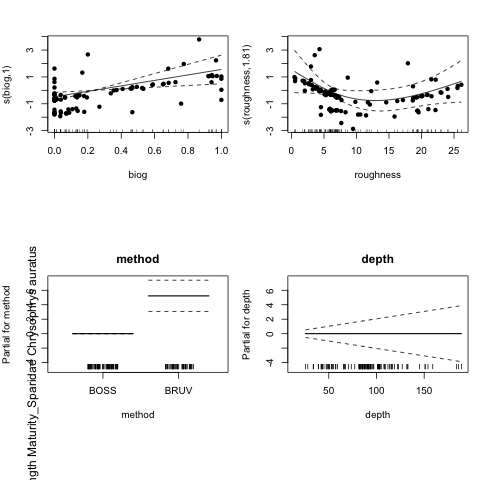 s(biog,1)
3
1
-1
-3
0.0 0.2 0.4 0.6 0.8 1.0
biog
s(roughness,1.81)
3
1
-1
-3
0 5 10 15 20 25
roughness
method
Partial for method
BOSS BRUV
method
depth
Partial for depth
6
4
2
0
-4
50 100 150
depth
ngth Maturity_Sparidae Chrysophrys auratus